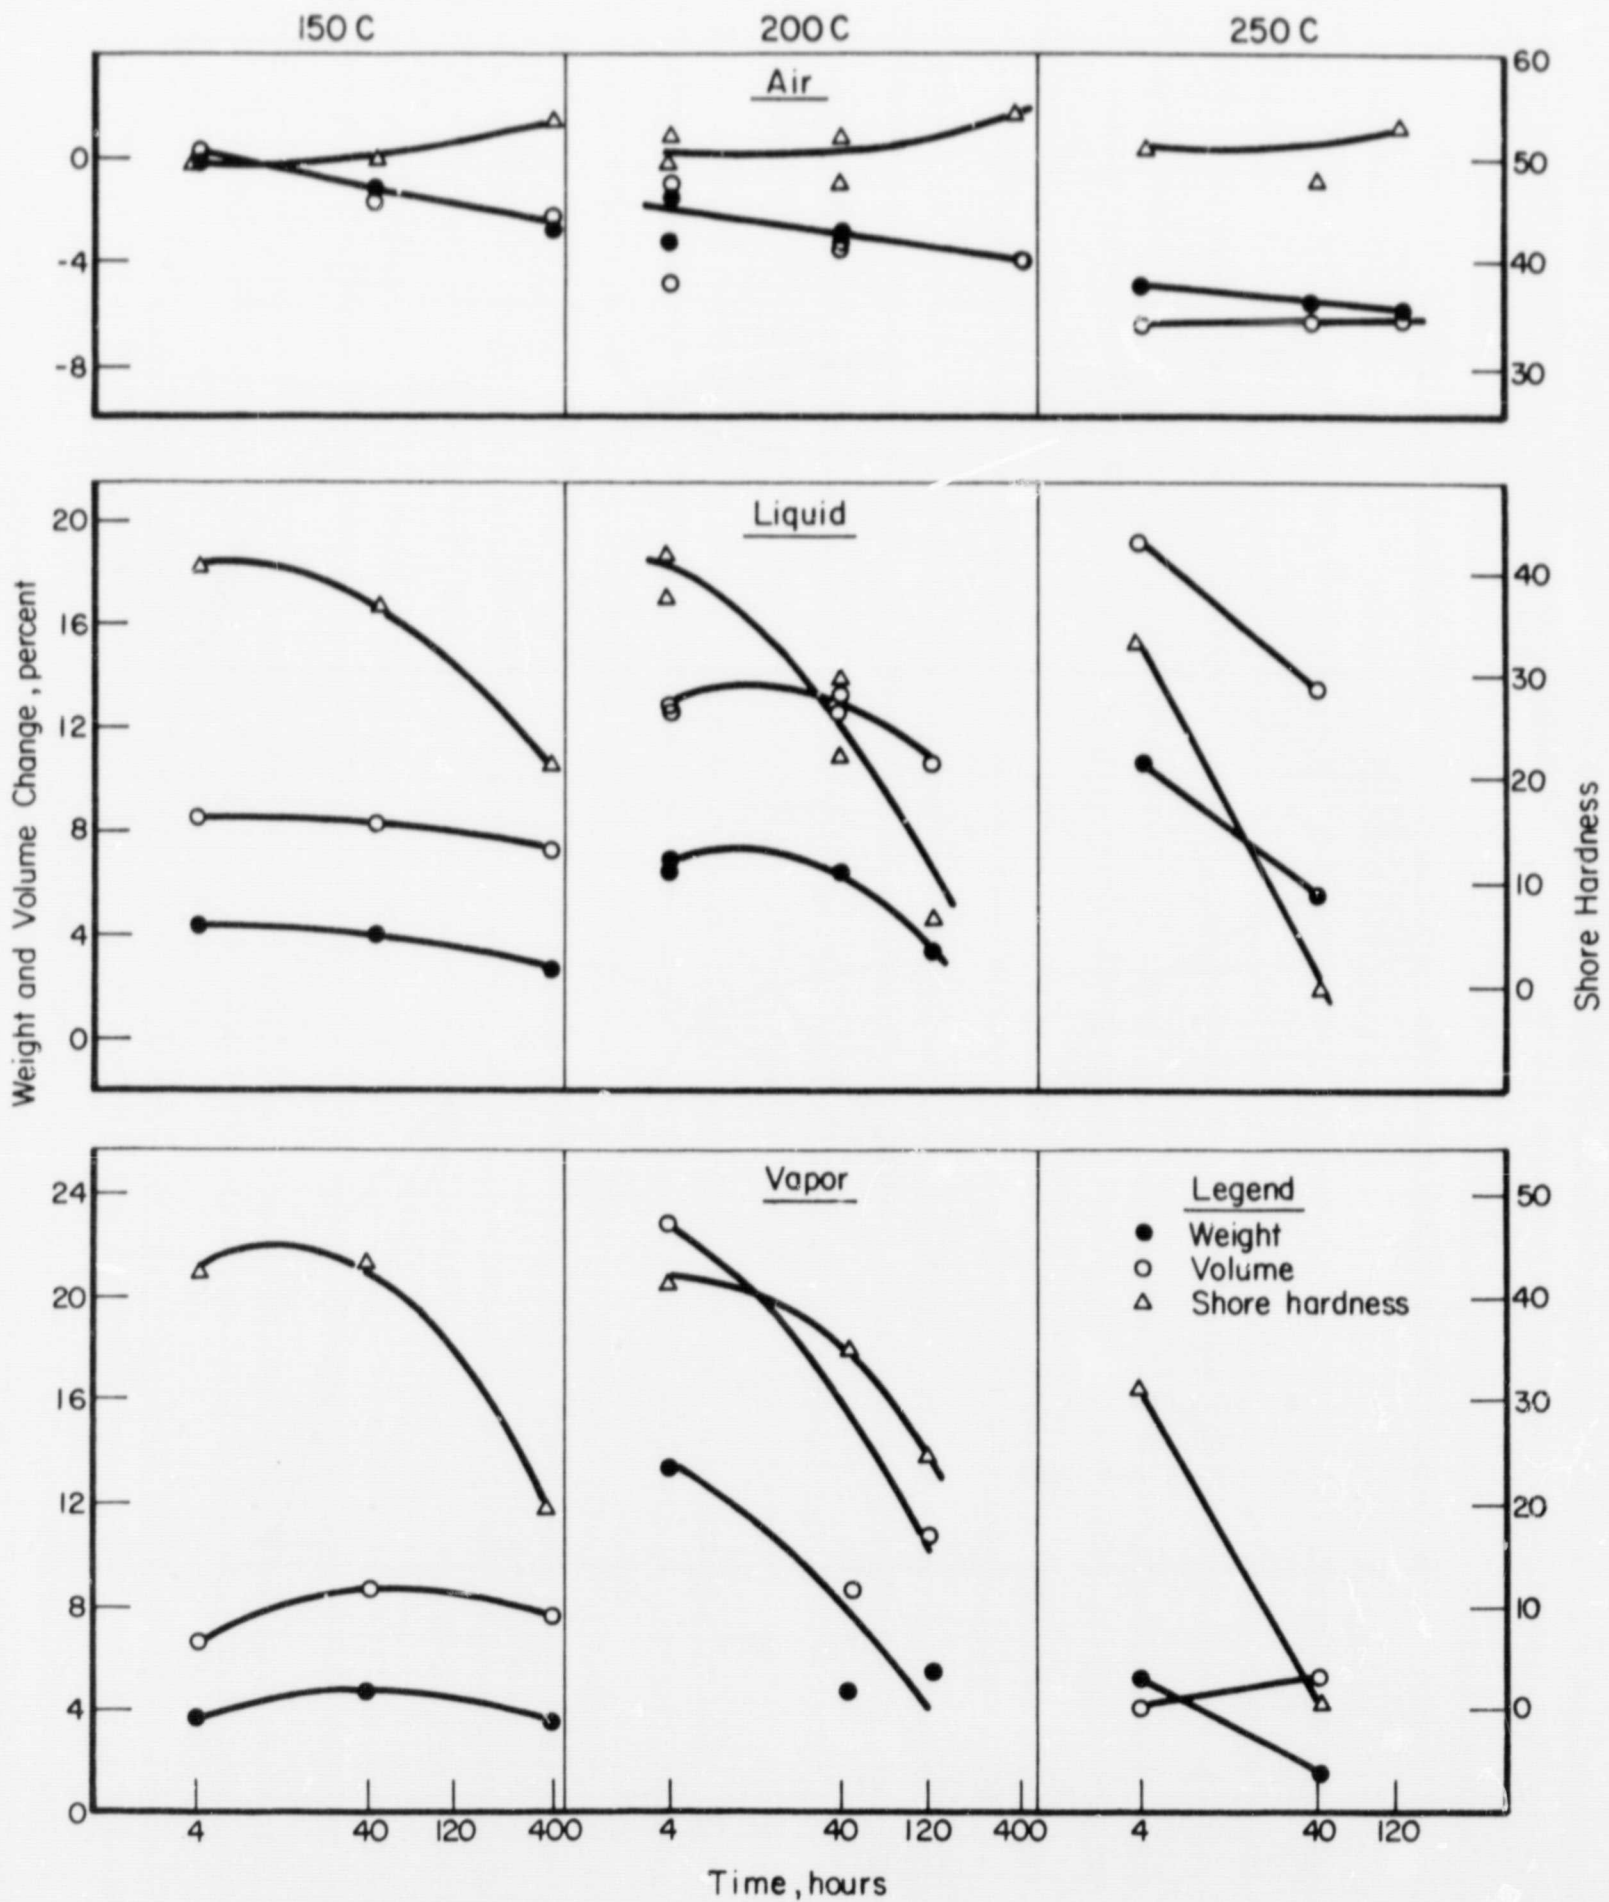 150 C 200 C 250 C
Air
0
-4
-8
60
50
40
30
Liquid
20
16
12
8
4
0
40
30
20
10
0
Weight and Volume Change, percent
Shore Hardness
Vapor
24
20
16
12
8
4
0
Legend
Weight
Volume
Shore hardness
50
40
30
20
10
0
4 40 120 400 4 40 120 400 4 40 120
Time, hours